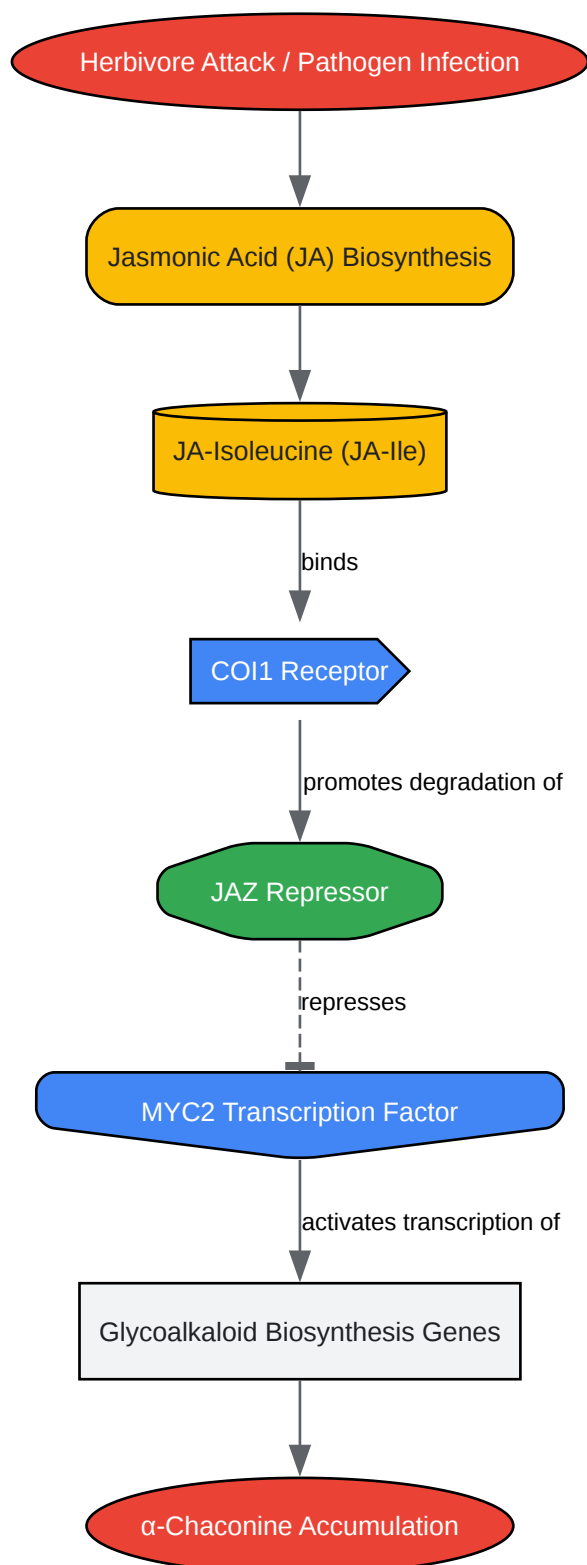 Herbivore Attack / Pathogen Infection
Jasmonic Acid (JA) Biosynthesis
JA-Isoleucine (JA-Ile)
binds
COI1 Receptor
promotes degradation of
JAZ Repressor
represses
MYC2 Transcription Factor
activates transcription of
Glycoalkaloid Biosynthesis Genes
α-Chaconine Accumulation